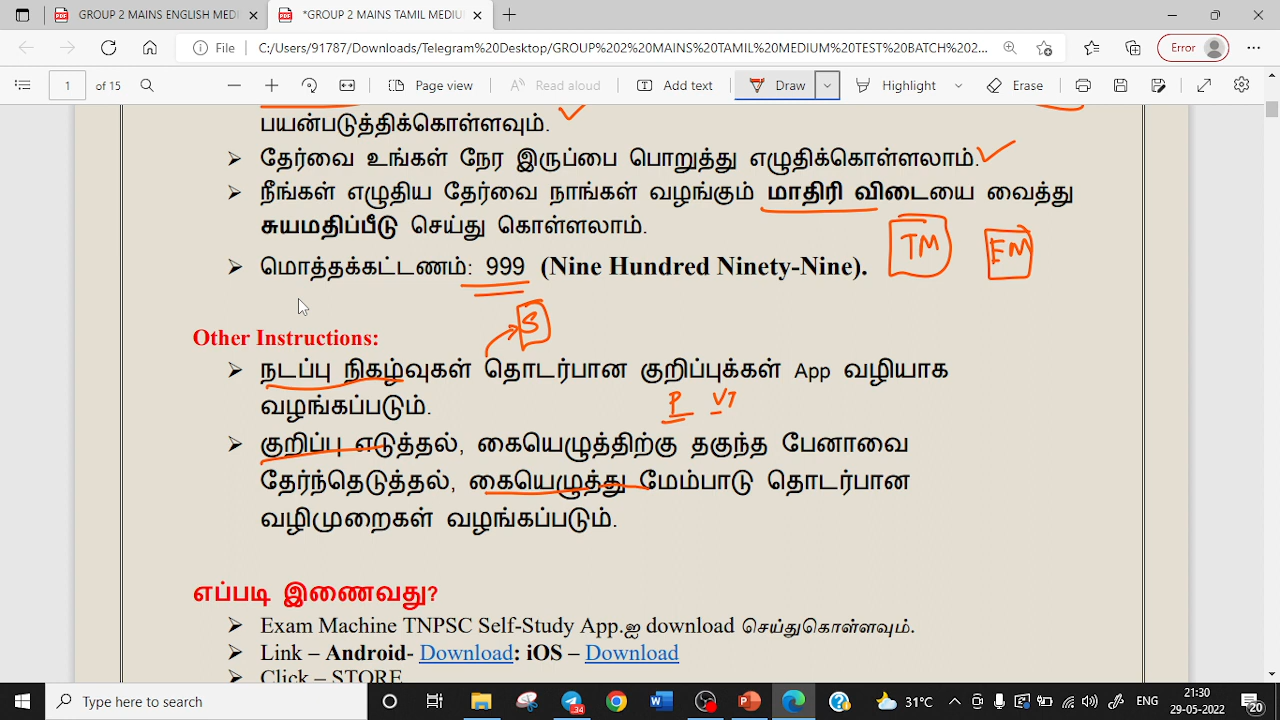 GROUP 2 MAINS ENGLISH MEDI
*GROUP 2 MAINS TAMIL MEDIU
File
C:/Users/91787/Downloads/Telegram%20Desktop/GROUP%202%20MAINS%20TAMIL%20MEDIUM%20TEST%20BATCH%202...
Error
1 of 15
Page view
Read aloud
Add text
Draw
Highlight
Erase
பயன்படுத்திக்கொள்ளவும்.
தேர்வை உங்கள் நேர இருப்பை பொறுத்து எழுதிக்கொள்ளலாம்.
நீங்கள் எழுதிய தேர்வை நாங்கள் வழங்கும் மாதிரி விடையை வைத்து
சுயமதிப்பீடு செய்து கொள்ளலாம்.
TM EM
மொத்தக்கட்டணம்: 999 (Nine Hundred Ninety-Nine).
S
Other Instructions:
நடப்பு நிகழ்வுகள் தொடர்பான குறிப்புக்கள் App வழியாக
வழங்கப்படும்.
P
குறிப்பு எடுத்தல், கையெழுத்திற்கு தகுந்த பேனாவை
தேர்ந்தெடுத்தல், கையெழுத்து மேம்பாடு தொடர்பான
வழிமுறைகள் வழங்கப்படும்.
எப்படி இணைவது?
Exam Machine TNPSC Self-Study App.ஐ download செய்துகொள்ளவும்.
Link – Android- Download: iOS – Download
Click – STORE
Type here to search
34
31°C
ENG
21:30
29-05-2022
20